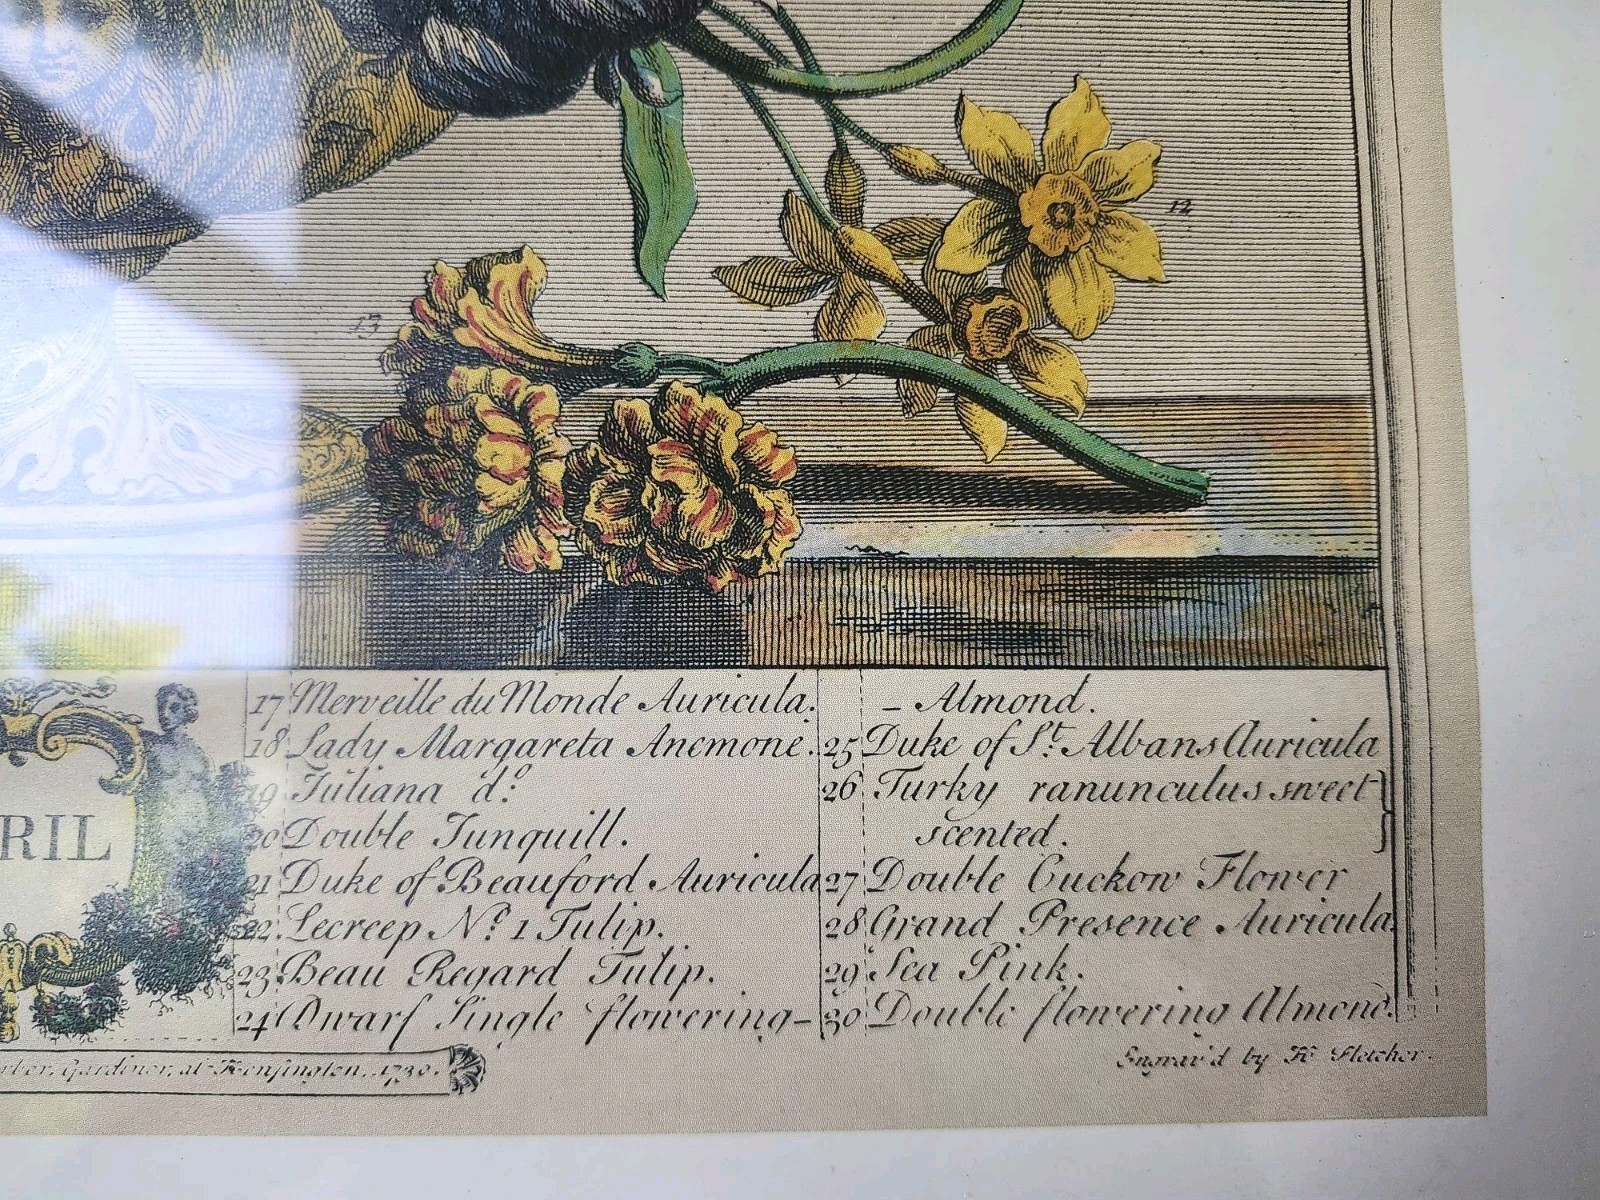 12
13
17 Merveille du Monde Auricula.
18 Lady Margareta Anemone.
19 Juliana d.º
20 Double Junquill.
21 Duke of Beauford Auricula
22 Lecreep N.º 1 Tulip.
23 Beau Regard Tulip.
24 Dwarf Single flowering-
- Almond.
25 Duke of S.t Albans Auricula
26 Turky ranunculus sweet
scented.
27 Double Cuckow Flower
28 Grand Presence Auricula.
29 Sea Pink.
30 Double flowering Almond.
RIL
rber, Gardiner, at Kensington, 1730.
Engrav'd by H. Fletcher.